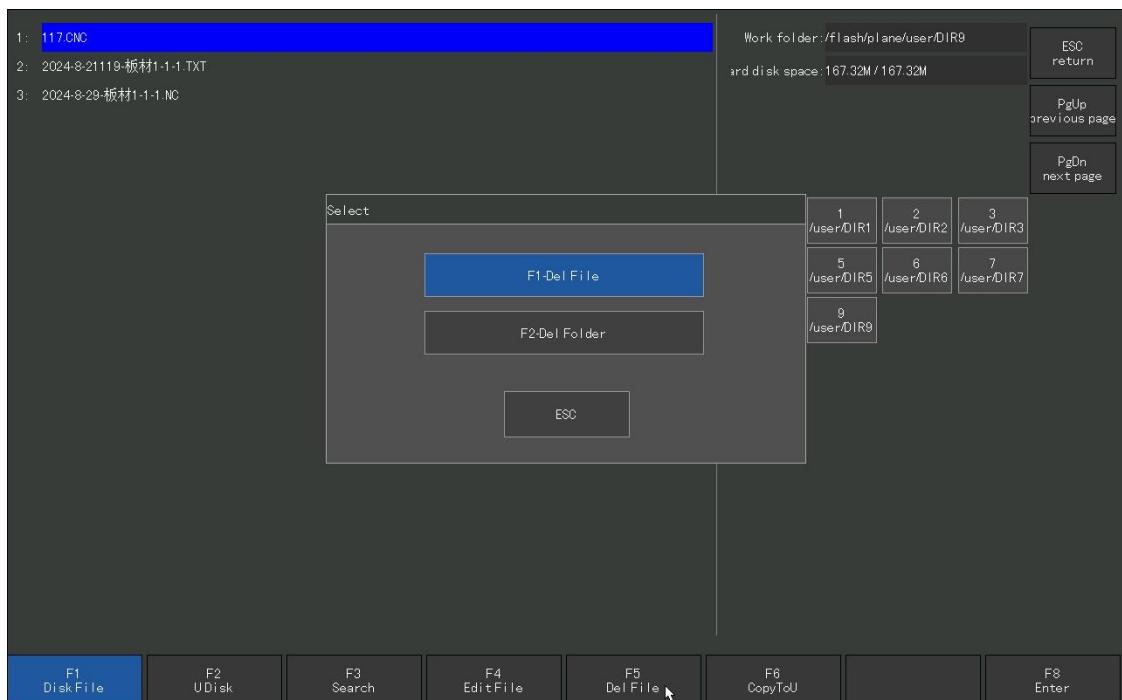 1: 117.CNC
2: 2024-8-21119-板材1-1-1.TXT
3: 2024-8-29-板材1-1-1.NC
Work folder:/flash/plane/user/DIR9
ard disk space:167.32M / 167.32M
ESC
return
PgUp
previous page
PgDn
next page
Select
F1-Del File
F2-Del Folder
ESC
1
/user/DIR1
2
/user/DIR2
3
/user/DIR3
5
/user/DIR5
6
/user/DIR6
7
/user/DIR7
9
/user/DIR9
F1
DiskFile
F2
UDisk
F3
Search
F4
EditFile
F5
Del File
F6
CopyToU
F8
Enter